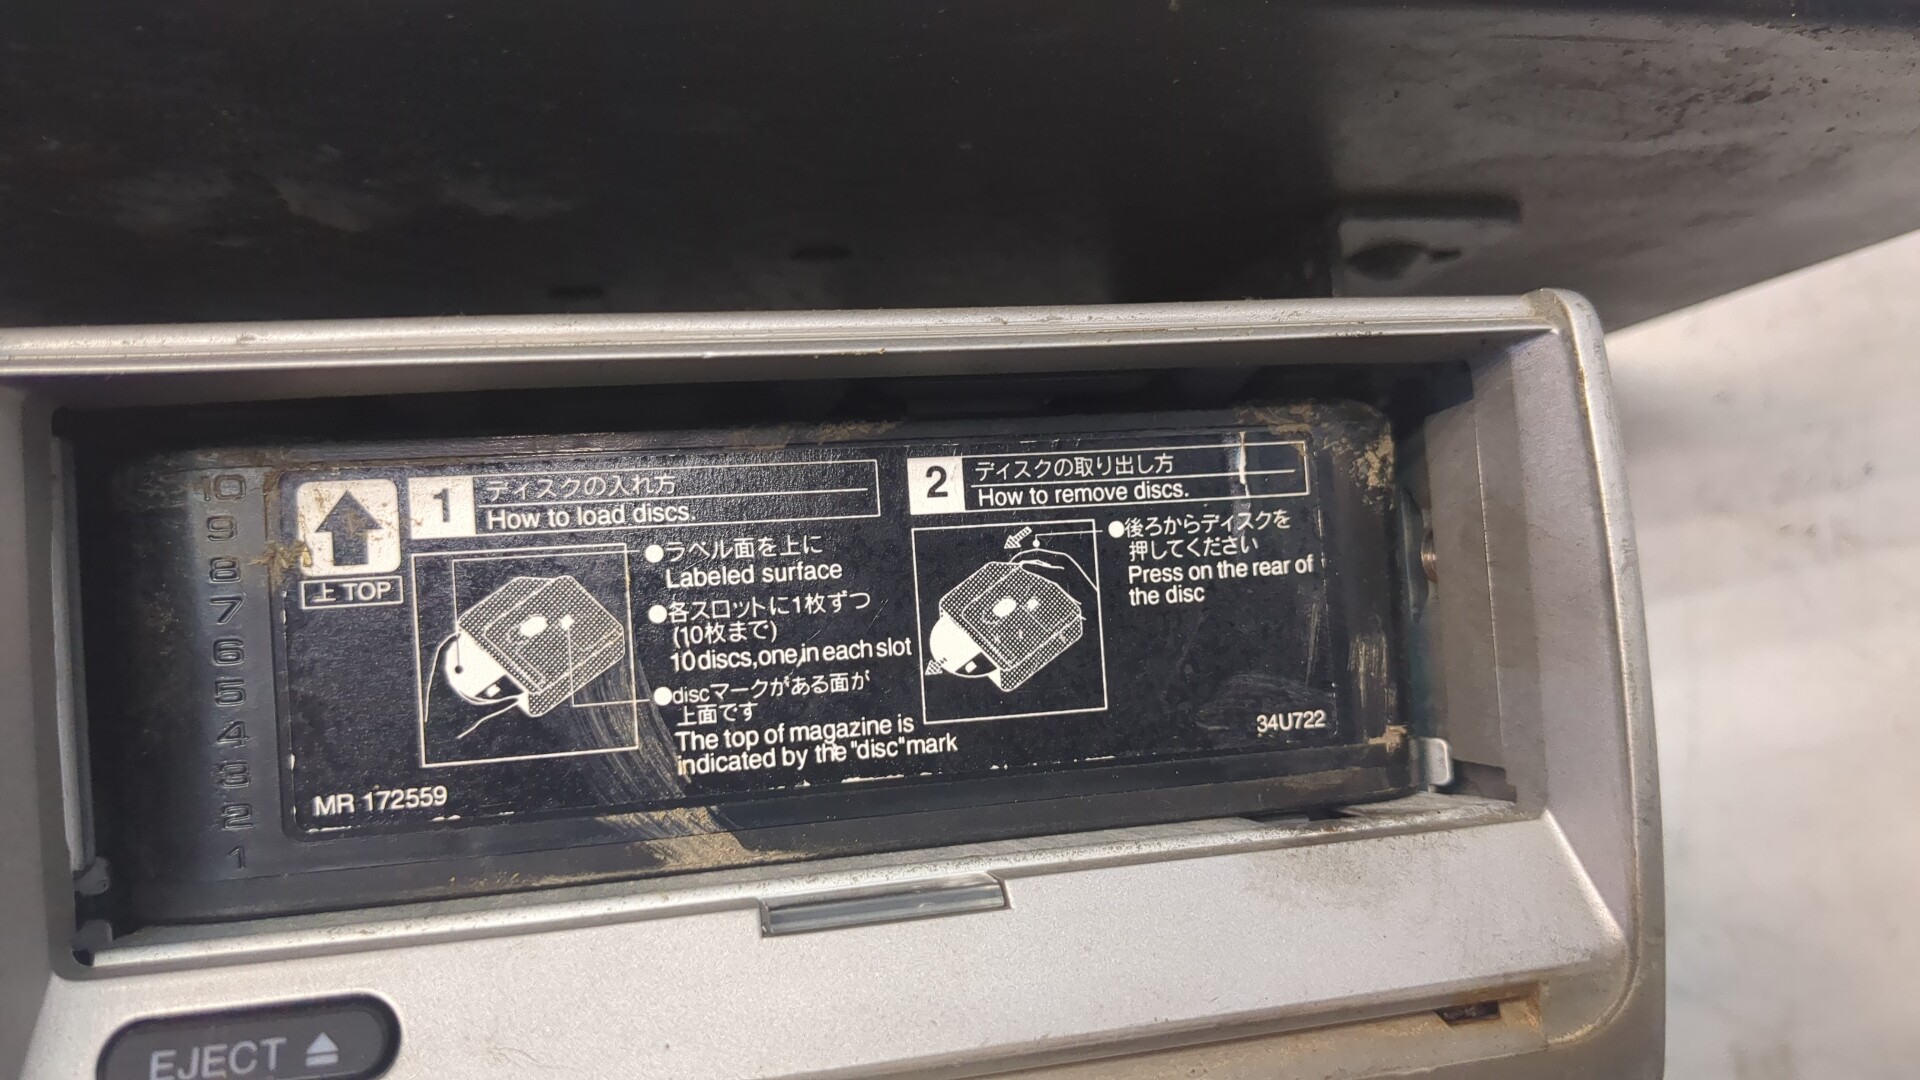 10
9
8
7
6
5
4
3
2
1
上 TOP
1
ディスクの入れ方
How to load discs.
●ラベル面を上に
Labeled surface
●各スロットに1枚ずつ
(10枚まで)
10 discs, one, in each slot
●discマークがある面が
上面です
The top of magazine is
indicated by the "disc" mark
MR 172559
2
ディスクの取り出し方
How to remove discs.
●後ろからディスクを
押してください
Press on the rear of
the disc
34U722
EJECT